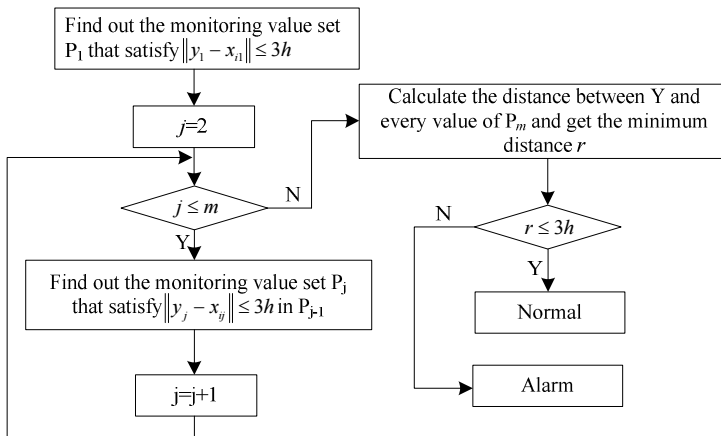 Find out the monitoring value set
P₁ that satisfy ‖y₁ − xᵢ₁‖ ≤ 3h
j=2
j ≤ m
N
Y
Find out the monitoring value set Pⱼ
that satisfy ‖yⱼ − xᵢⱼ‖ ≤ 3h in Pⱼ₋₁
j=j+1
Calculate the distance between Y and
every value of Pₘ and get the minimum
distance r
r ≤ 3h
N
Y
Normal
Alarm